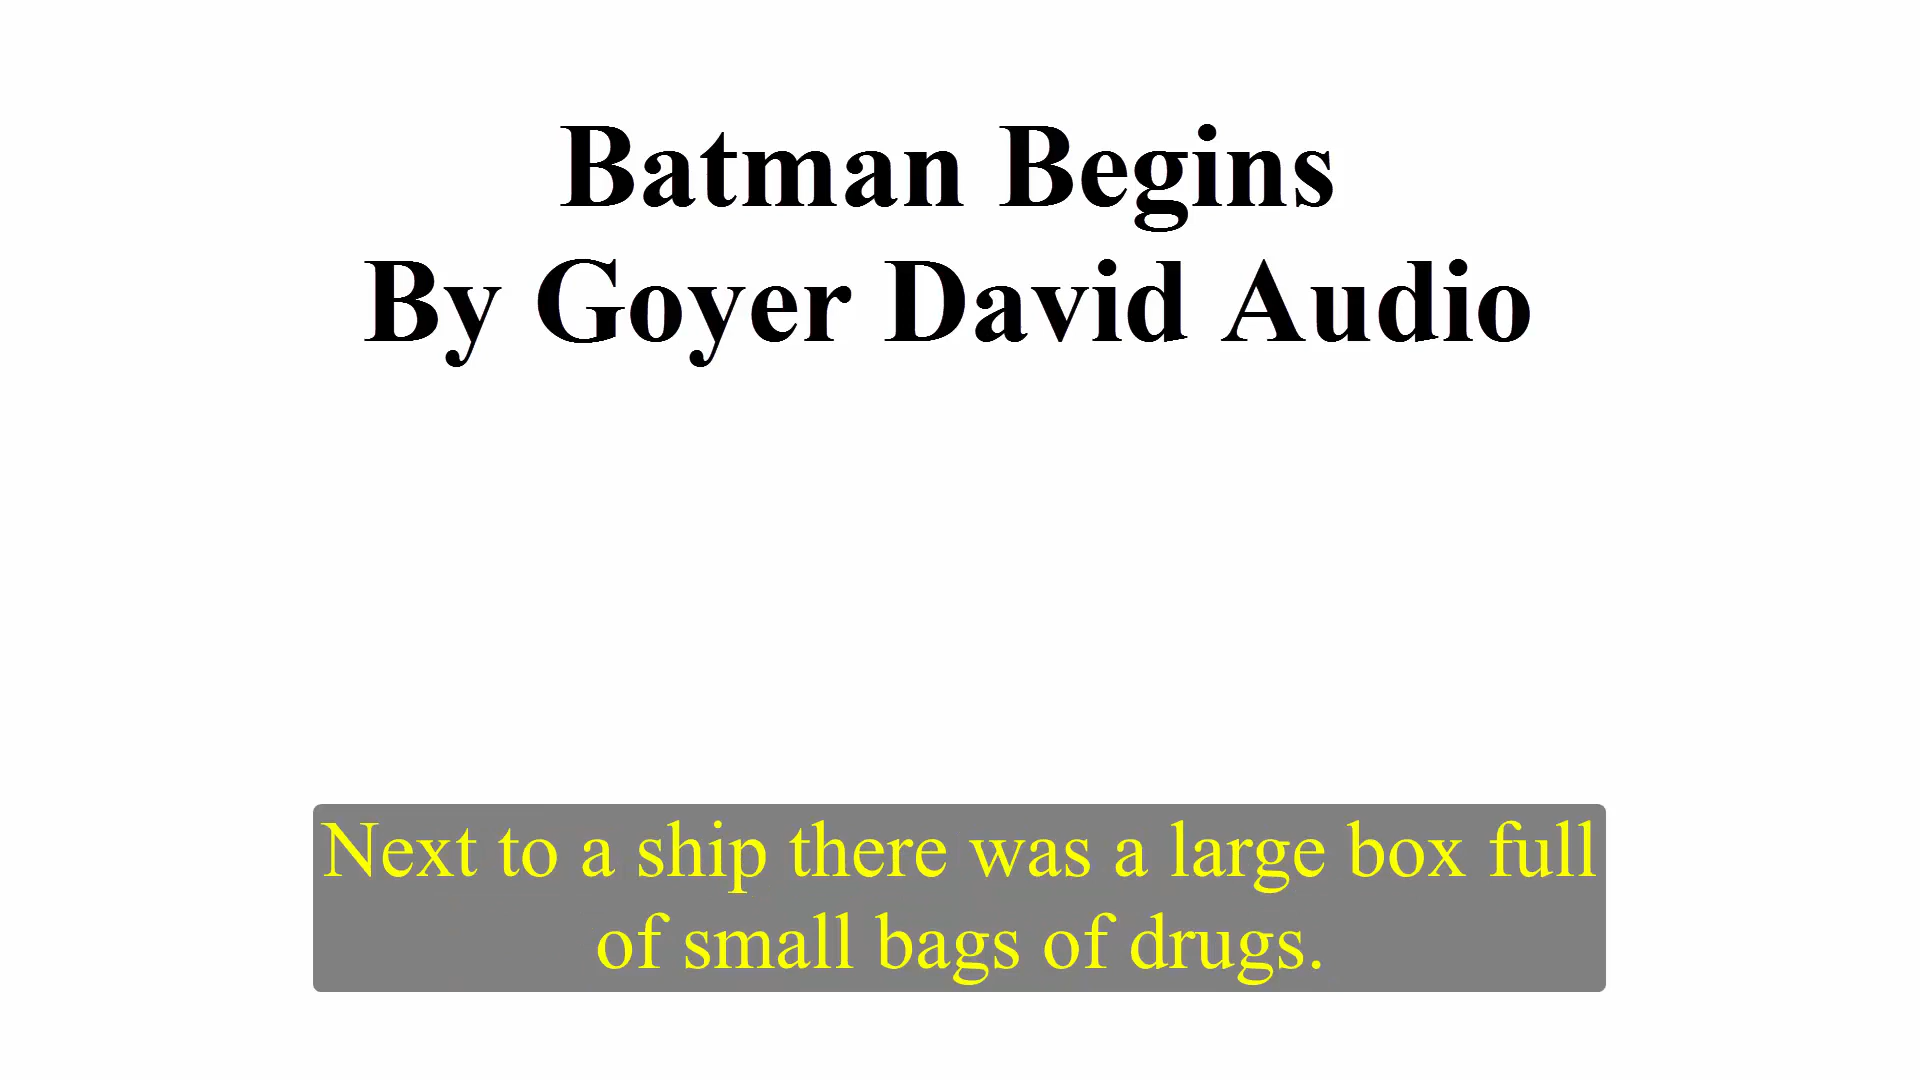 Batman Begins
By Goyer David Audio
Next to a ship there was a large box full
of small bags of drugs.